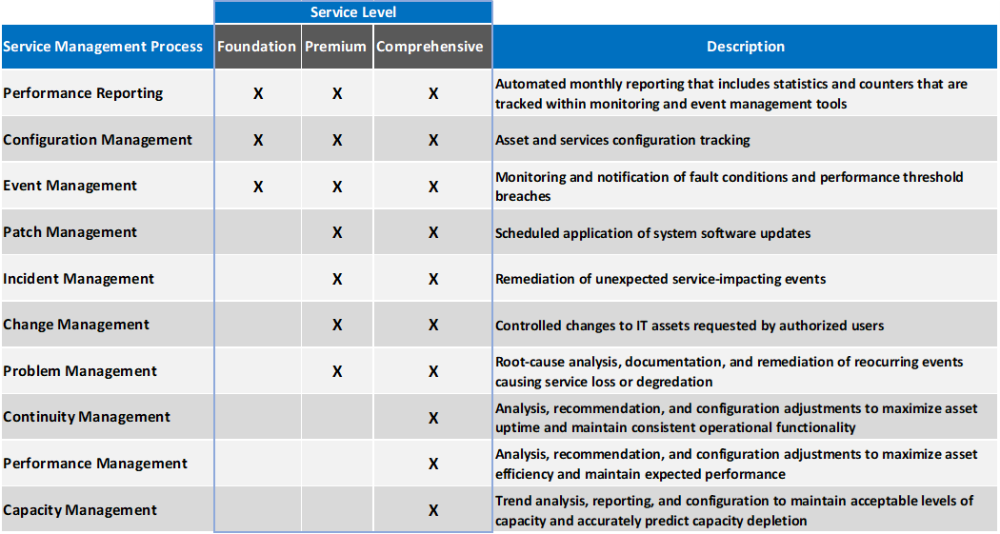 Service Level
Service Management Process Foundation Premium Comprehensive Description
Performance Reporting X X X Automated monthly reporting that includes statistics and counters that are
tracked within monitoring and event management tools
Configuration Management X X X Asset and services configuration tracking
Event Management X X X Monitoring and notification of fault conditions and performance threshold
breaches
Patch Management X X Scheduled application of system software updates
Incident Management X X Remediation of unexpected service-impacting events
Change Management X X Controlled changes to IT assets requested by authorized users
Problem Management X X Root-cause analysis, documentation, and remediation of reocurring events
causing service loss or degredation
Continuity Management X Analysis, recommendation, and configuration adjustments to maximize asset
uptime and maintain consistent operational functionality
Performance Management X Analysis, recommendation, and configuration adjustments to maximize asset
efficiency and maintain expected performance
Capacity Management X Trend analysis, reporting, and configuration to maintain acceptable levels of
capacity and accurately predict capacity depletion